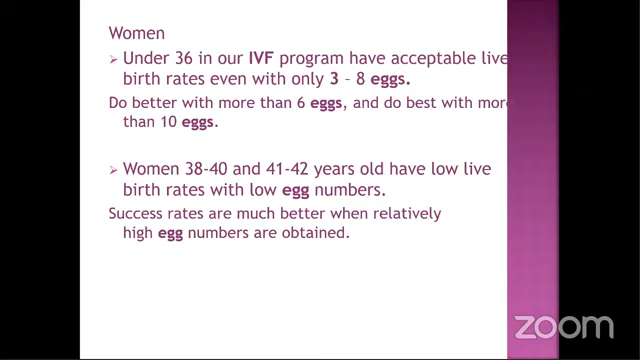 Women
➢ Under 36 in our IVF program have acceptable live
birth rates even with only 3 – 8 eggs.
Do better with more than 6 eggs, and do best with more
than 10 eggs.
➢ Women 38-40 and 41-42 years old have low live
birth rates with low egg numbers.
Success rates are much better when relatively
high egg numbers are obtained.
zoom